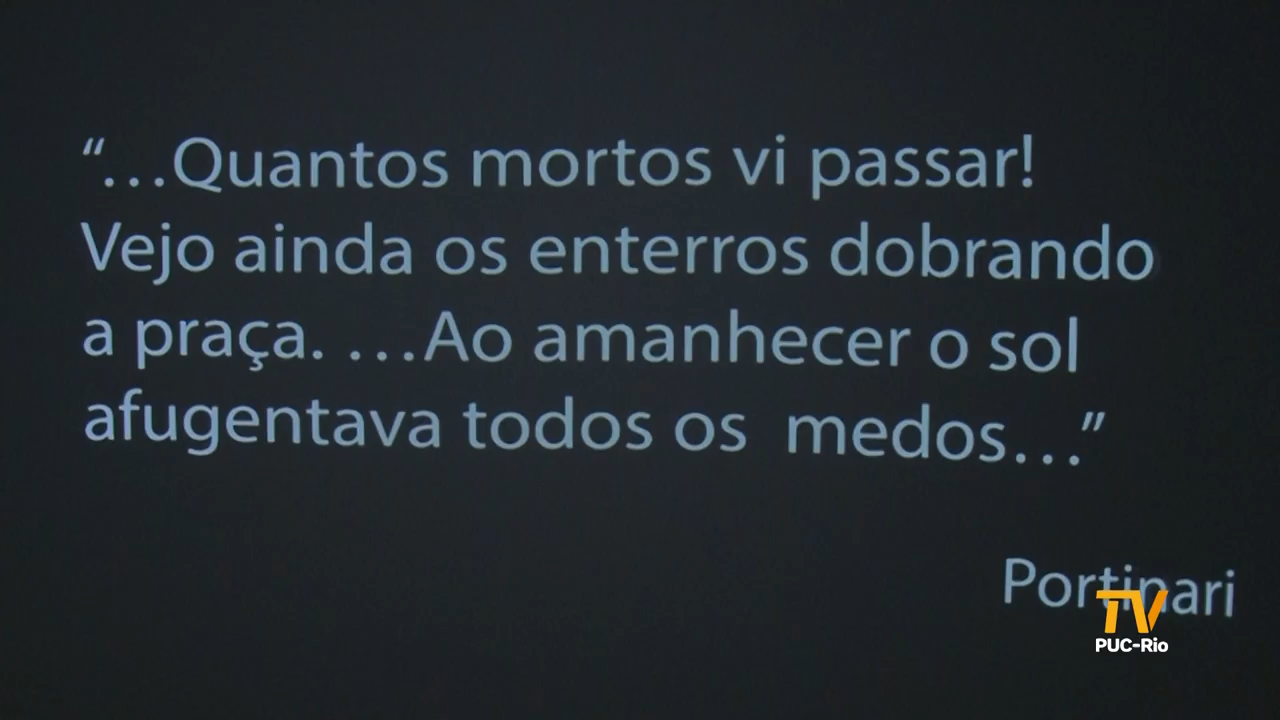 “…Quantos mortos vi passar!
Vejo ainda os enterros dobrando
a praça. …Ao amanhecer o sol
afugentava todos os  medos…”
Portinari
TV
PUC-Rio